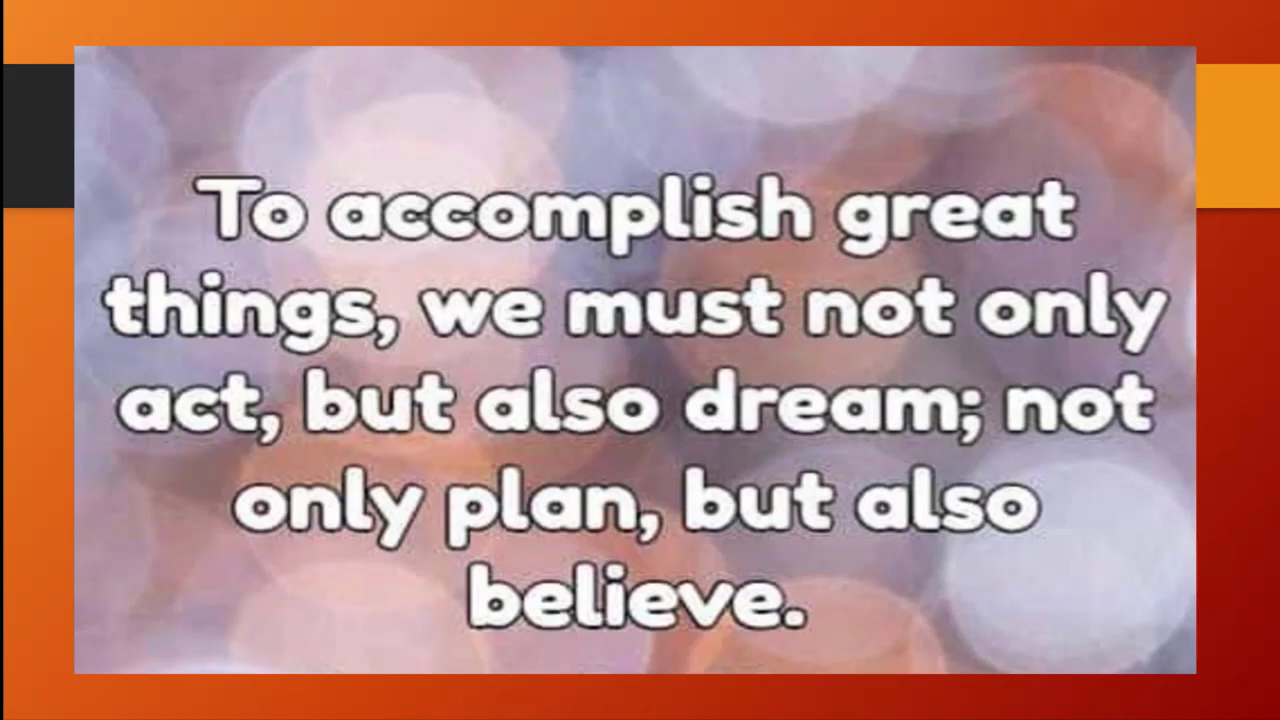 To accomplish great
things, we must not only
act, but also dream; not
only plan, but also
believe.